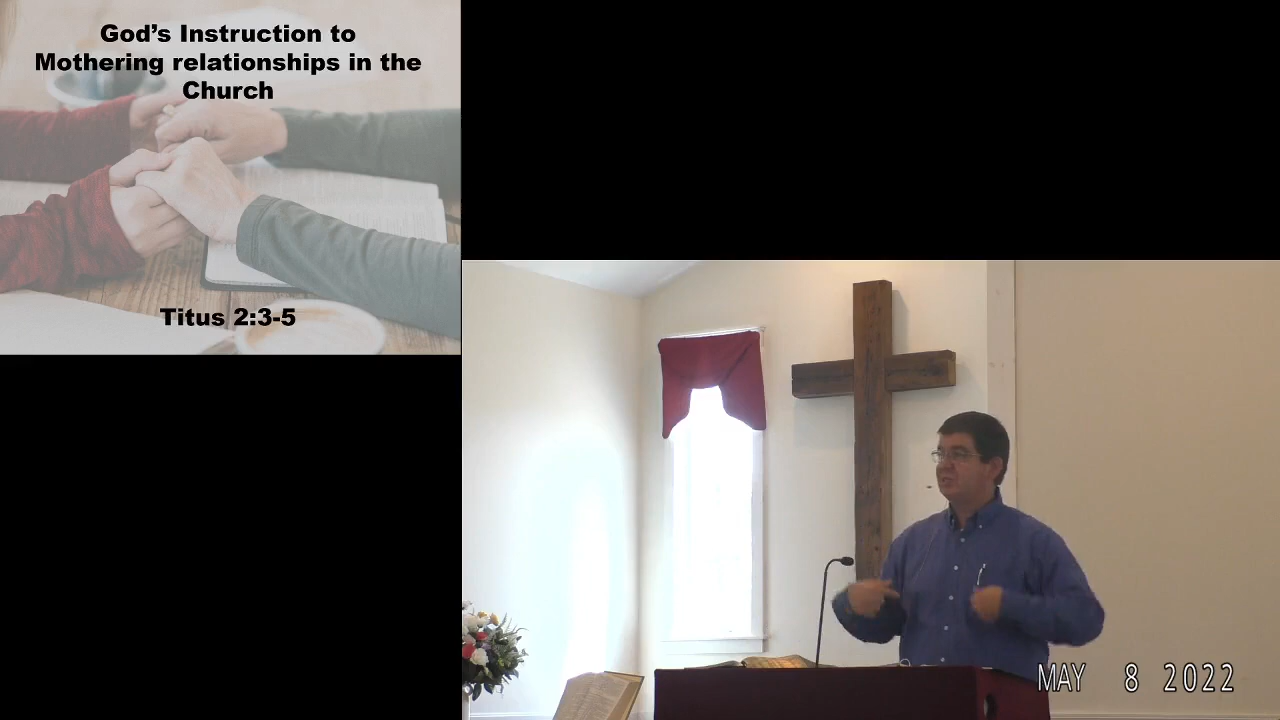 God’s Instruction to
Mothering relationships in the
Church
Titus 2:3-5
MAY 8 2022